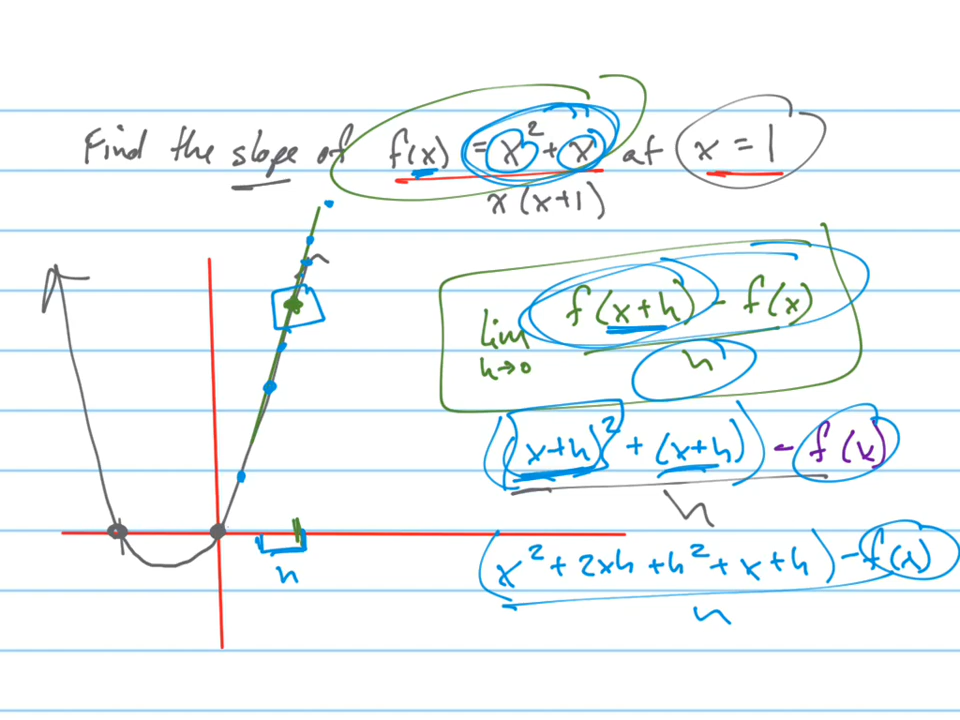 Find the slope of f(x) = x² + x at x = 1
x(x+1)
lim h→0 f(x+h) - f(x) / h
((x+h)² + (x+h)) - f(x) / h
(x² + 2xh + h² + x + h) - f(x) / h
h